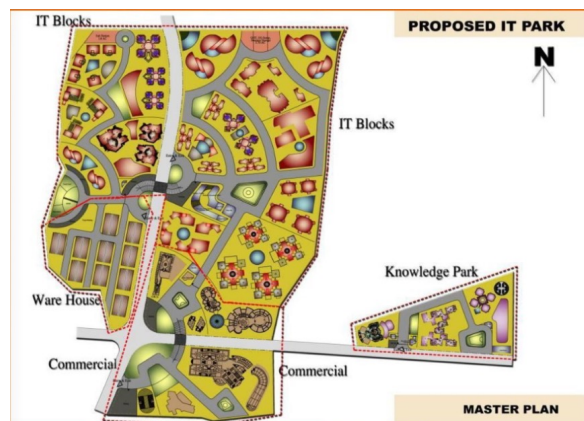 IT Blocks
PROPOSED IT PARK
N
IT Blocks
Knowledge Park
Ware House
Commercial
Commercial
MASTER PLAN